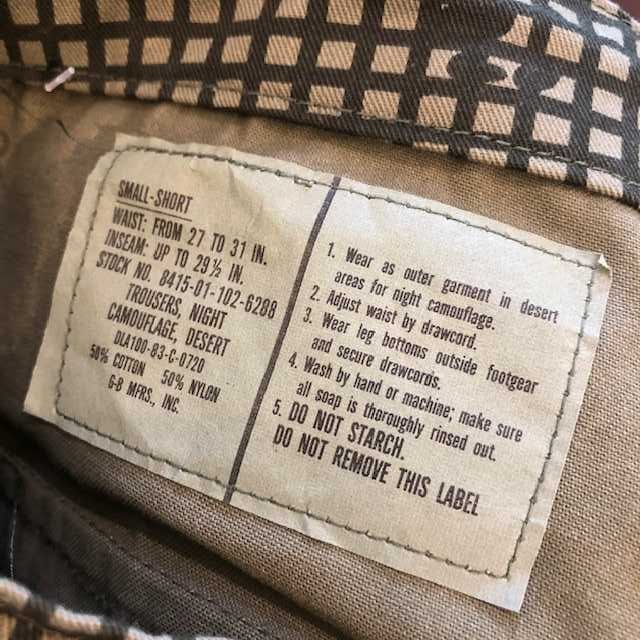 SMALL-SHORT
WAIST: FROM 27 TO 31 IN.
INSEAM: UP TO 29½ IN.
STOCK NO. 8415-01-102-6288
TROUSERS, NIGHT
CAMOUFLAGE, DESERT
DLA100-83-C-0720
50% COTTON 50% NYLON
G-B MFRS., INC.
1. Wear as outer garment in desert
areas for night camouflage.
2. Adjust waist by drawcord.
3. Wear leg bottoms outside footgear
and secure drawcords.
4. Wash by hand or machine; make sure
all soap is thoroughly rinsed out.
5. DO NOT STARCH.
DO NOT REMOVE THIS LABEL